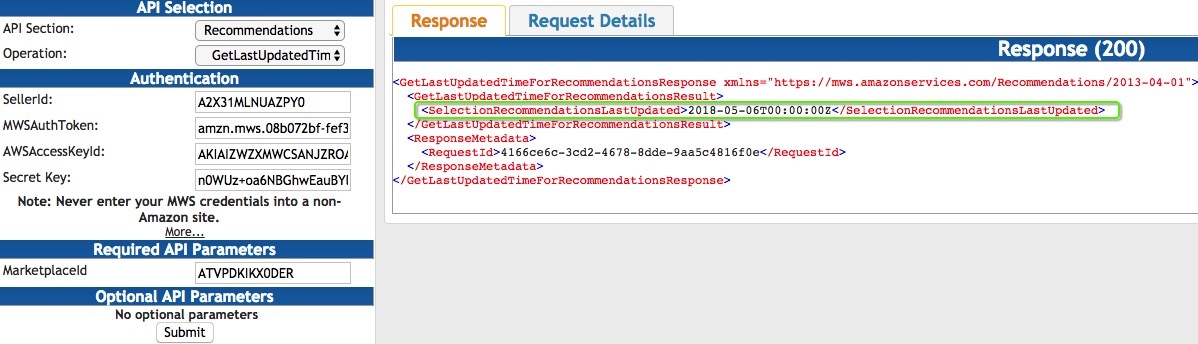 API Selection
API Section: Recommendations
Operation: GetLastUpdatedTim
Authentication
SellerId: A2X31MLNUAZPY0
MWSAuthToken: amzn.mws.08b072bf-fef3
AWSAccessKeyId: AKIAIZWZXMWCSANJZROA
Secret Key: n0WUz+oa6NBGhwEauBYI
Note: Never enter your MWS credentials into a non-
Amazon site.
More...
Required API Parameters
MarketplaceId ATVPDKIKX0DER
Optional API Parameters
No optional parameters
Submit
Response Request Details
Response (200)
<GetLastUpdatedTimeForRecommendationsResponse xmlns="https://mws.amazonservices.com/Recommendations/2013-04-01">
<GetLastUpdatedTimeForRecommendationsResult>
<SelectionRecommendationsLastUpdated>2018-05-06T00:00:00Z</SelectionRecommendationsLastUpdated>
</GetLastUpdatedTimeForRecommendationsResult>
<ResponseMetadata>
<RequestId>4166ce6c-3cd2-4678-8dde-9aa5c4816f0e</RequestId>
</ResponseMetadata>
</GetLastUpdatedTimeForRecommendationsResponse>